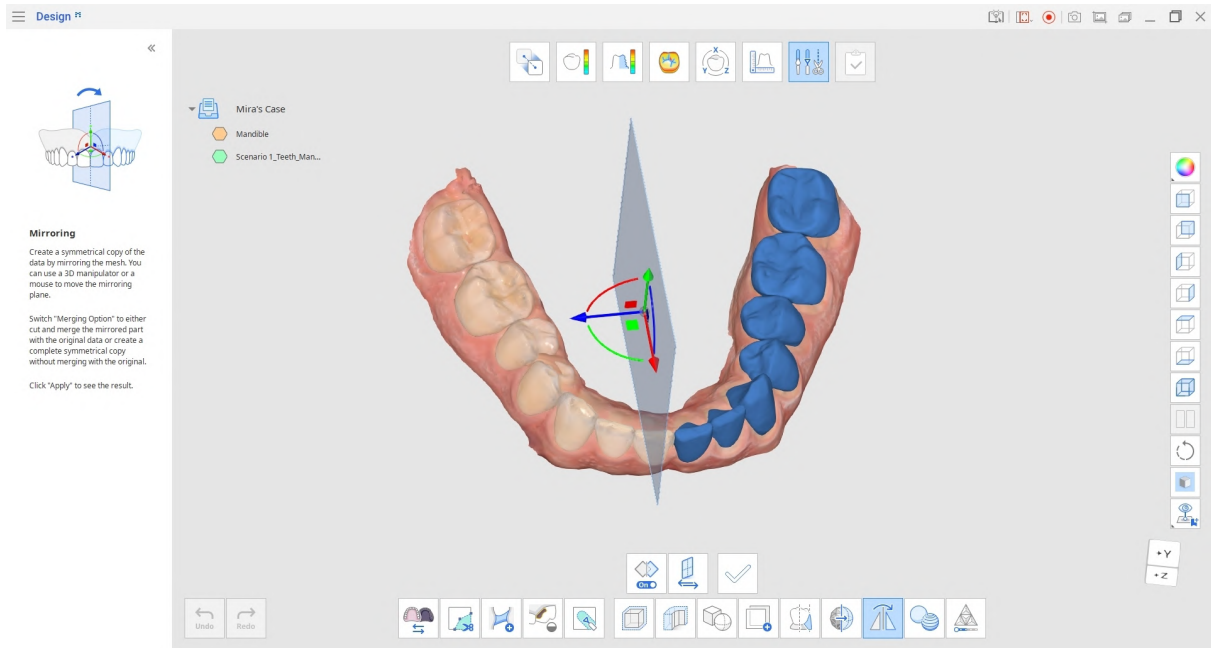 Design
Mira's Case
Mandible
Scenario 1_Teeth_Man...
Mirroring
Create a symmetrical copy of the
data by mirroring the mesh. You
can use a 3D manipulator or a
mouse to move the mirroring
plane.
Switch "Merging Option" to either
cut and merge the mirrored part
with the original data or create a
complete symmetrical copy
without merging with the original.
Click "Apply" to see the result.
X
Y
Z
On
+Y
+Z
Undo
Redo